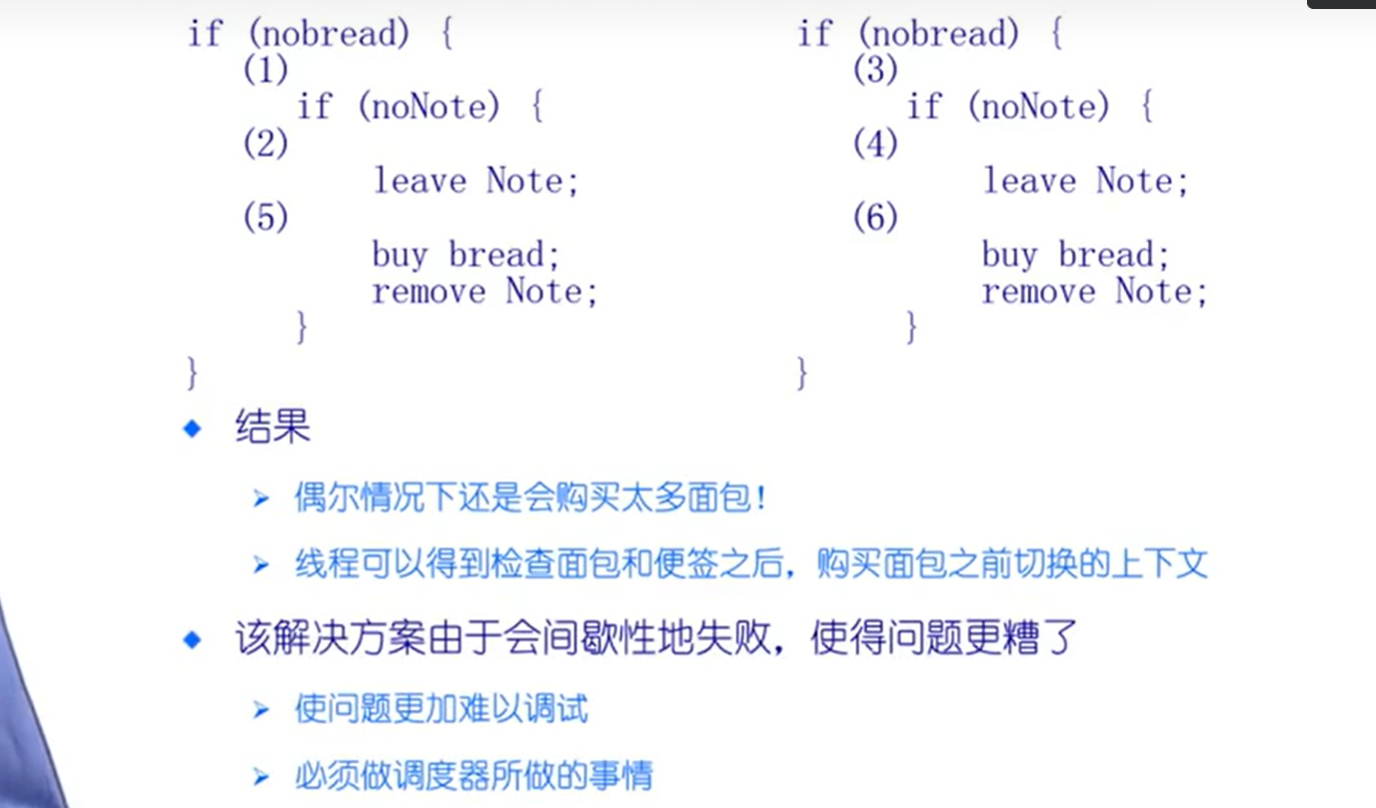 if (nobread) {
(1)
if (noNote) {
(2)
leave Note;
(5)
buy bread;
remove Note;
}
}
if (nobread) {
(3)
if (noNote) {
(4)
leave Note;
(6)
buy bread;
remove Note;
}
}
结果
偶尔情况下还是会购买太多面包！
线程可以得到检查面包和便签之后，购买面包之前切换的上下文
该解决方案由于会间歇性地失败，使得问题更糟了
使问题更加难以调试
必须做调度器所做的事情